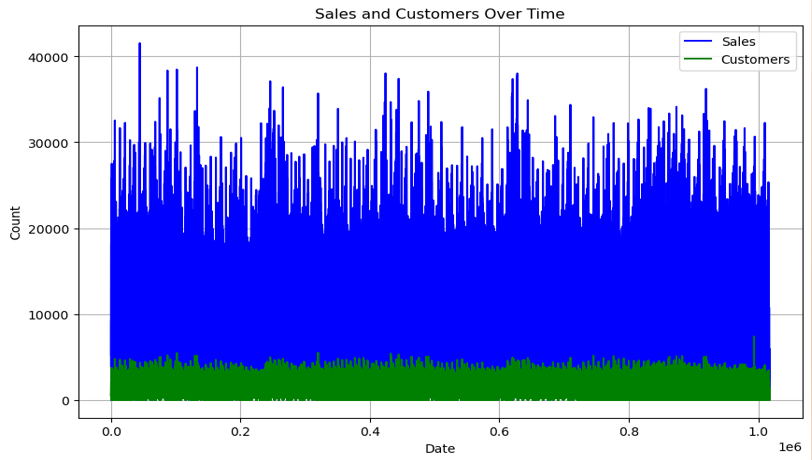 Sales and Customers Over Time
Sales
Customers
40000
30000
20000
10000
0
Count
0.0 0.2 0.4 0.6 0.8 1.0
1e6
Date